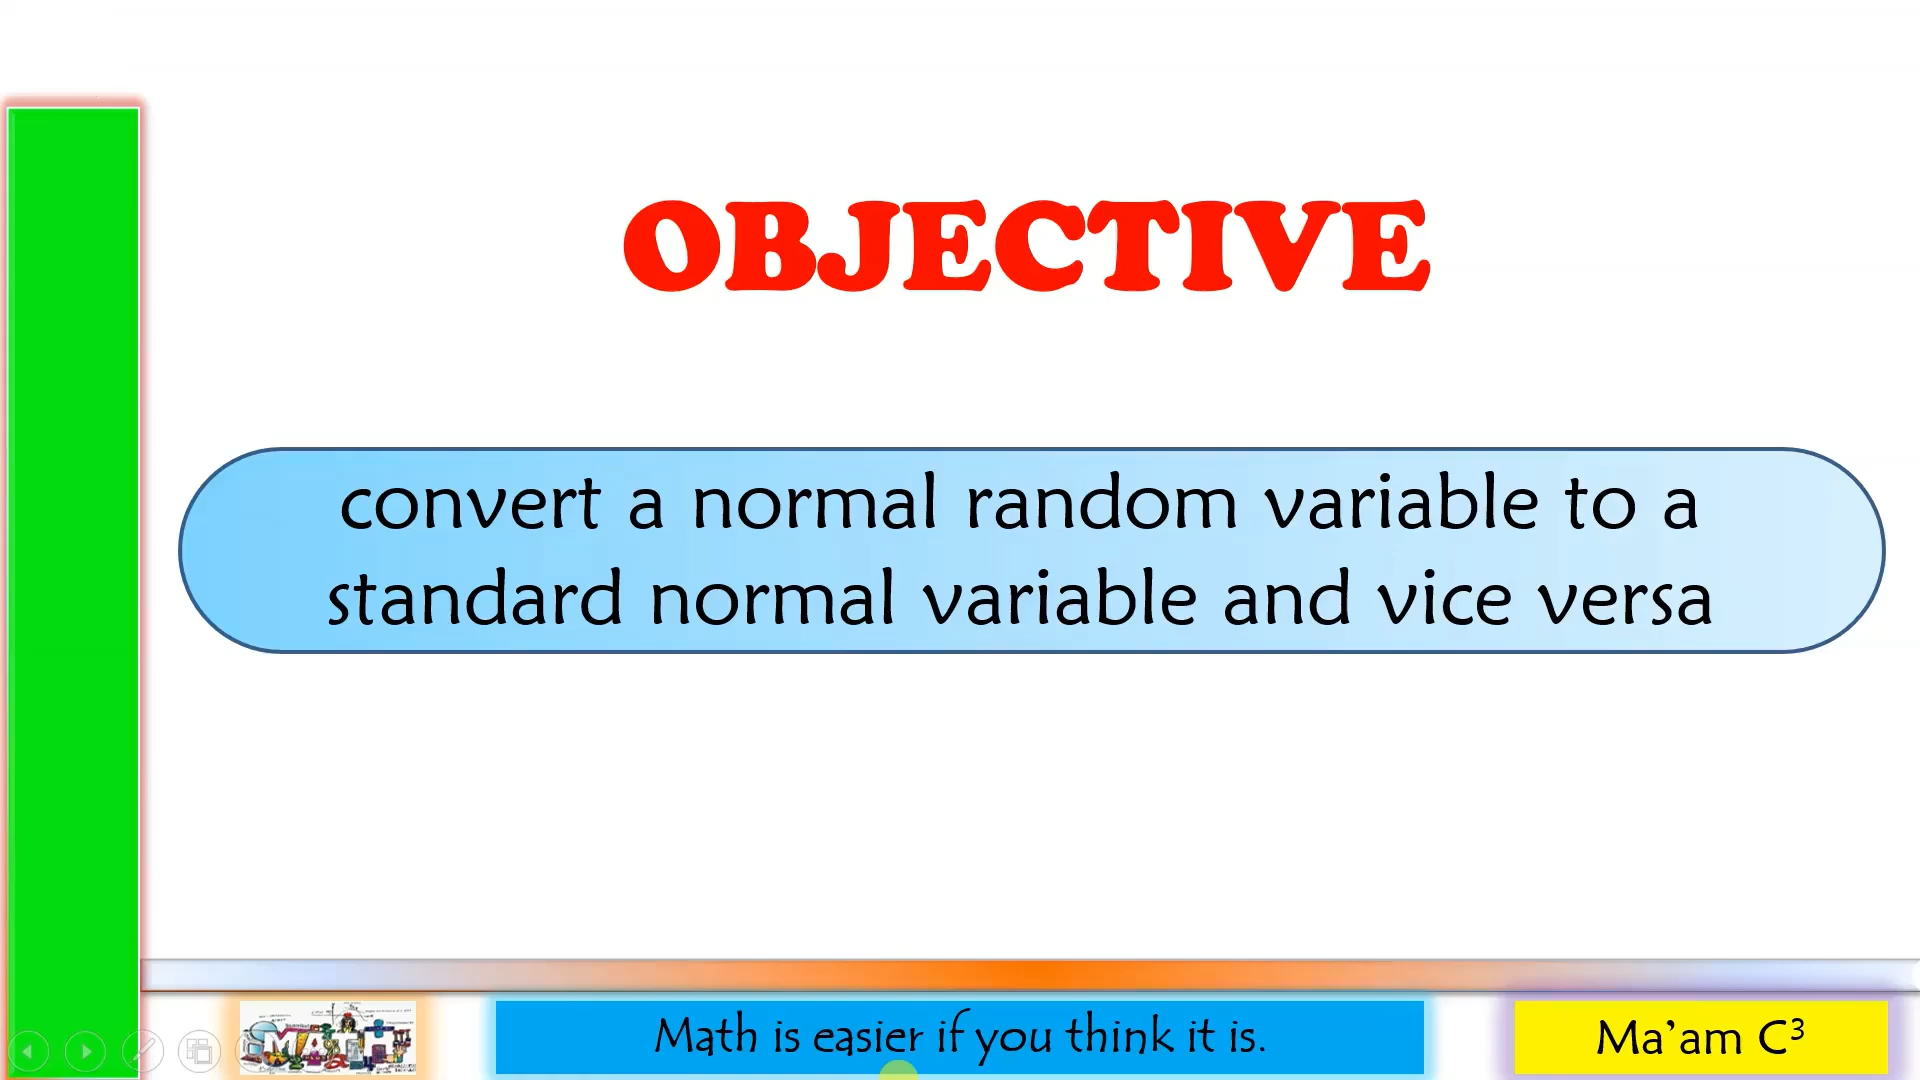 OBJECTIVE
convert a normal random variable to a
standard normal variable and vice versa
MATH
Math is easier if you think it is.
Ma’am C³